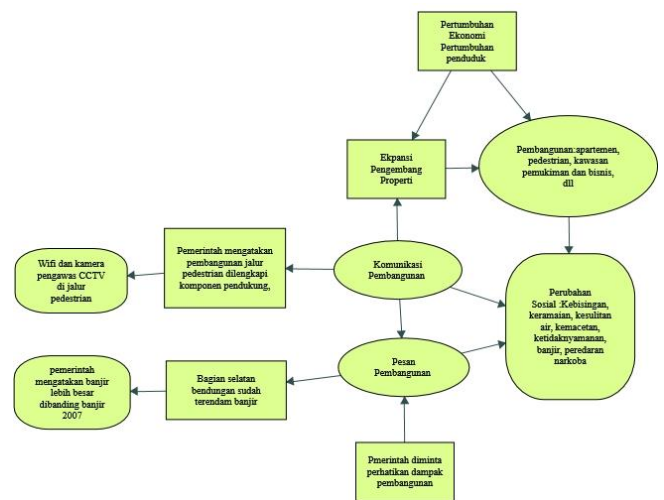 Pertumbuhan
Ekonomi
Pertumbuhan
penduduk
Ekpansi
Pengembang
Properti
Pembangunan:apartemen,
pedestrian, kawasan
pemukiman dan bisnis,
dll
Wifi dan kamera
pengawas CCTV
di jalur
pedestrian
Pemerintah mengatakan
pembangunan jalur
pedestrian dilengkapi
komponen pendukung,
Komunikasi
Pembangunan
Perubahan
Sosial :Kebisingan,
keramaian, kesulitan
air, kemacetan,
ketidaknyamanan,
banjir, peredaran
narkoba
pemerintah
mengatakan banjir
lebih besar
dibanding banjir
2007
Bagian selatan
bendungan sudah
terendam banjir
Pesan
Pembangunan
Pmerintah diminta
perhatikan dampak
pembangunan